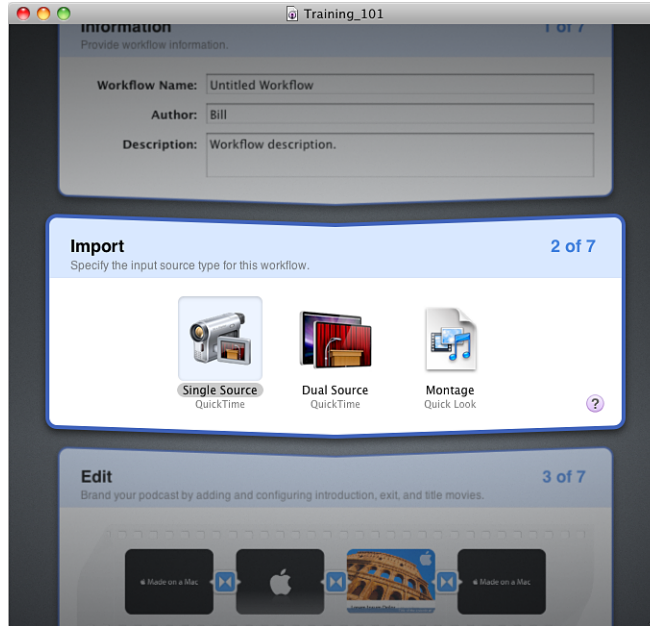 Training_101
Information
1 of 7
Provide workflow information.
Workflow Name: Untitled Workflow
Author: Bill
Description: Workflow description.
Import
2 of 7
Specify the input source type for this workflow.
Single Source
QuickTime
Dual Source
QuickTime
Montage
Quick Look
?
Edit
3 of 7
Brand your podcast by adding and configuring introduction, exit, and title movies.
Made on a Mac
Made on a Mac